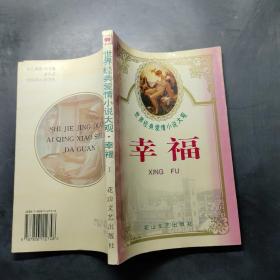 世界经典爱情小说大观
幸福
XING FU
花山文艺出版社
世界经典爱情小说大观·幸福
1
花山文艺出版社
SHI JIE JING D
AI QING XIAO S
DA GUAN